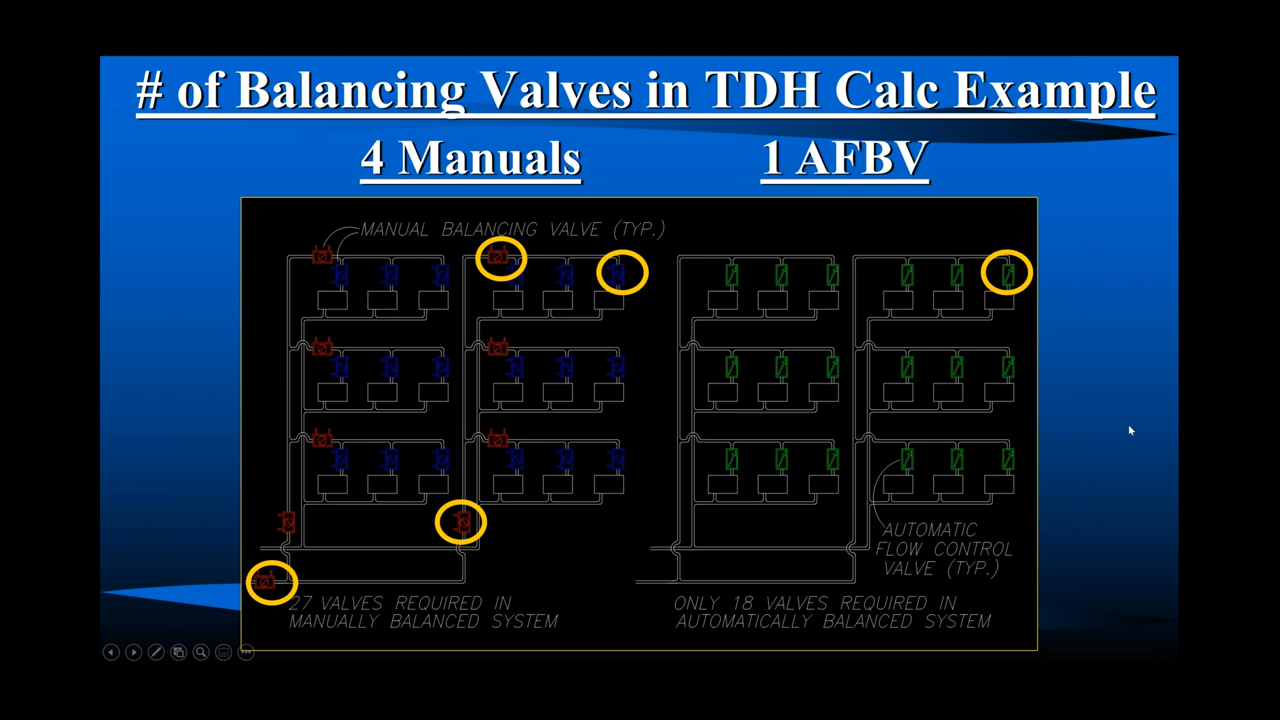 # of Balancing Valves in TDH Calc Example
4 Manuals
1 AFBV
MANUAL BALANCING VALVE (TYP.)
AUTOMATIC
FLOW CONTROL
VALVE (TYP.)
27 VALVES REQUIRED IN
MANUALLY BALANCED SYSTEM
ONLY 18 VALVES REQUIRED IN
AUTOMATICALLY BALANCED SYSTEM